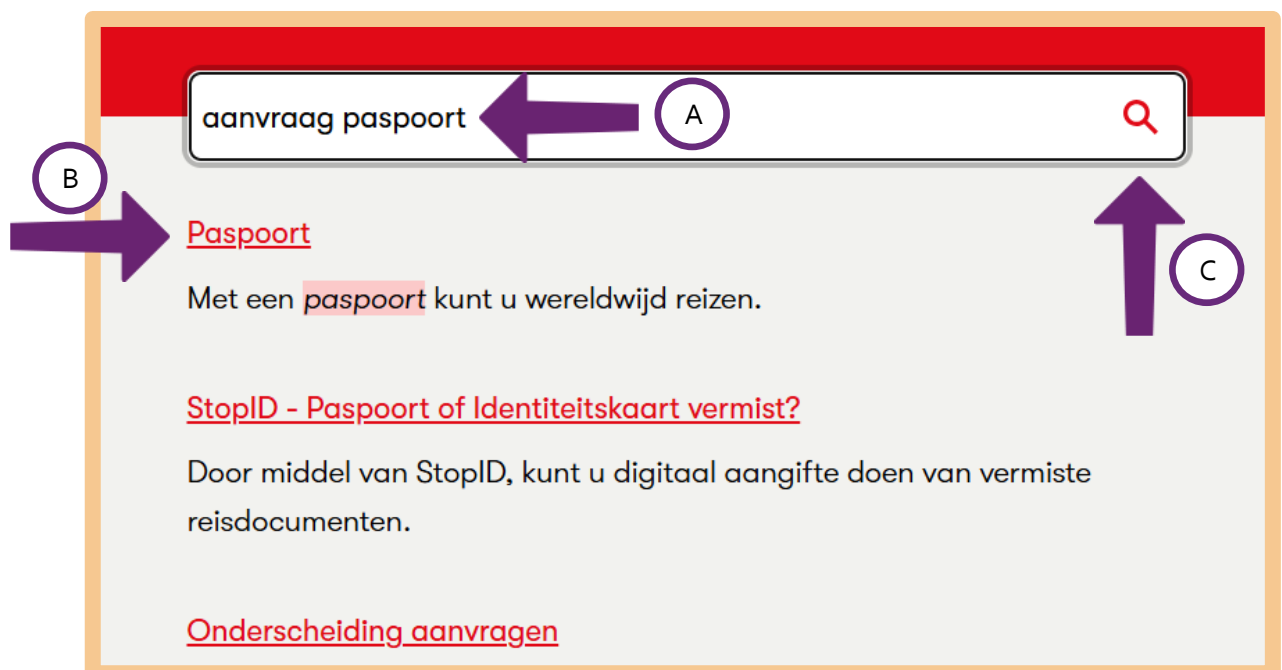 aanvraag paspoort
A
B
Paspoort
C
Met een paspoort kunt u wereldwijd reizen.
StopID - Paspoort of Identiteitskaart vermist?
Door middel van StopID, kunt u digitaal aangifte doen van vermiste
reisdocumenten.
Onderscheiding aanvragen